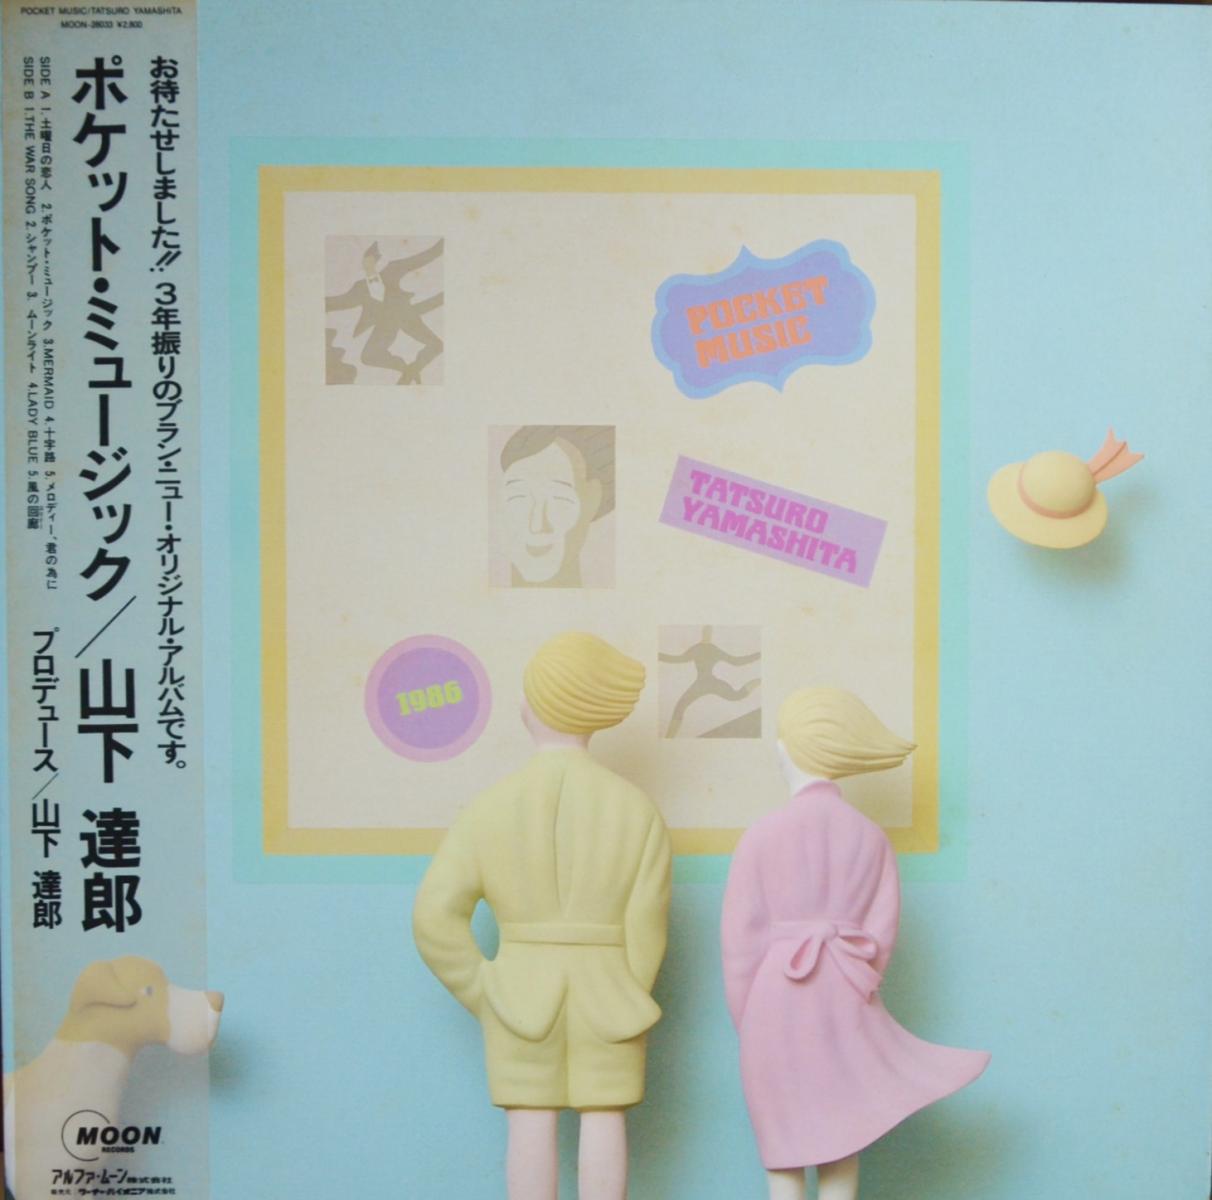 POCKET MUSIC/TATSURO YAMASHITA
MOON-28033 ¥2,800
お待たせしました!! 3年振りのブラン・ニュー・オリジナル・アルバムです。
ポケット・ミュージック/山下 達郎
SIDE A 1.土曜日の恋人 2.ポケット・ミュージック 3.MERMAID 4.十字路 5.メロディー、君の為に
SIDE B 1.THE WAR SONG 2.シャンプー 3.ムーンライト 4.LADY BLUE 5.風の回廊
プロデュース/山下 達郎
POCKET
MUSIC
TATSURO
YAMASHITA
1986
MOON
RECORDS
アルファ・ムーン株式会社
発売元 ワーナー・パイオニア株式会社